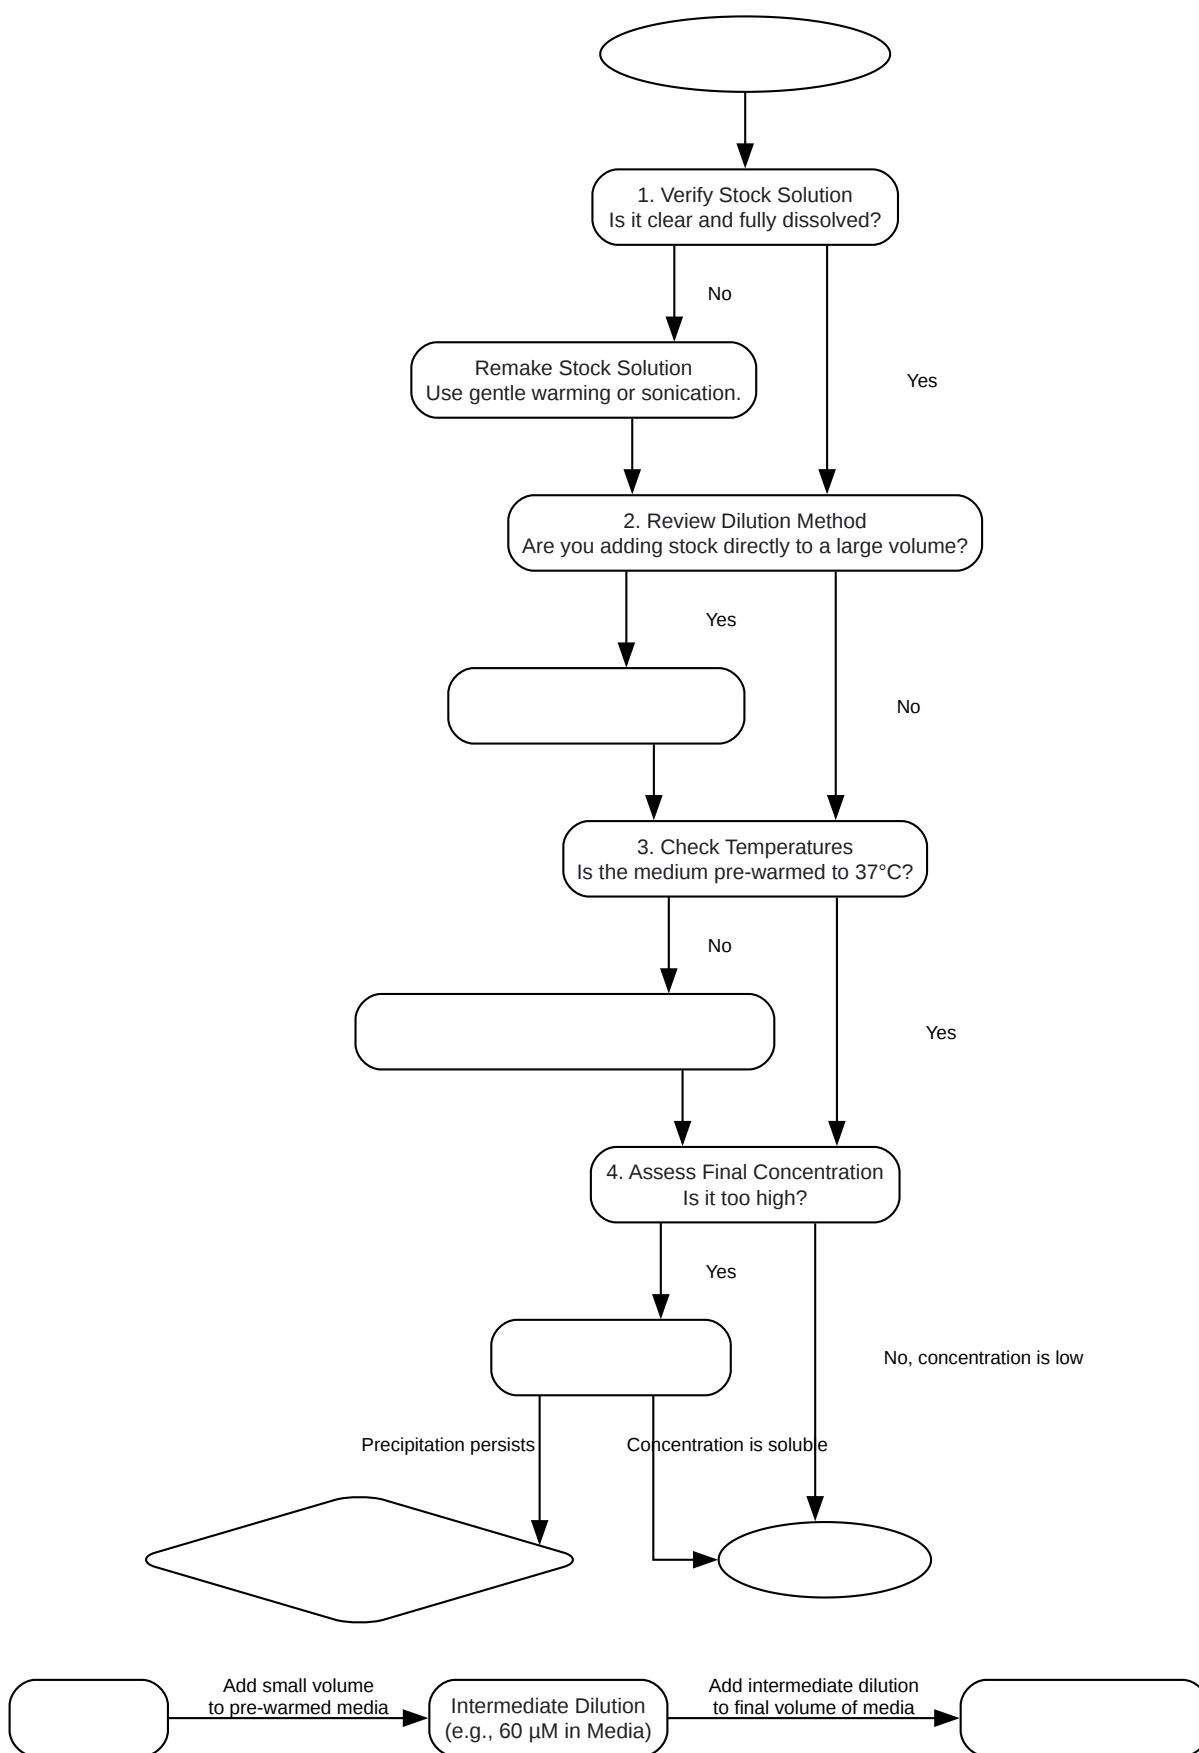 1. Verify Stock Solution
Is it clear and fully dissolved?
No
Remake Stock Solution
Use gentle warming or sonication.
Yes
2. Review Dilution Method
Are you adding stock directly to a large volume?
Yes
No
3. Check Temperatures
Is the medium pre-warmed to 37°C?
No
Yes
4. Assess Final Concentration
Is it too high?
Yes
No, concentration is low
Precipitation persists
Concentration is soluble
Add small volume
to pre-warmed media
Intermediate Dilution
(e.g., 60 µM in Media)
Add intermediate dilution
to final volume of media